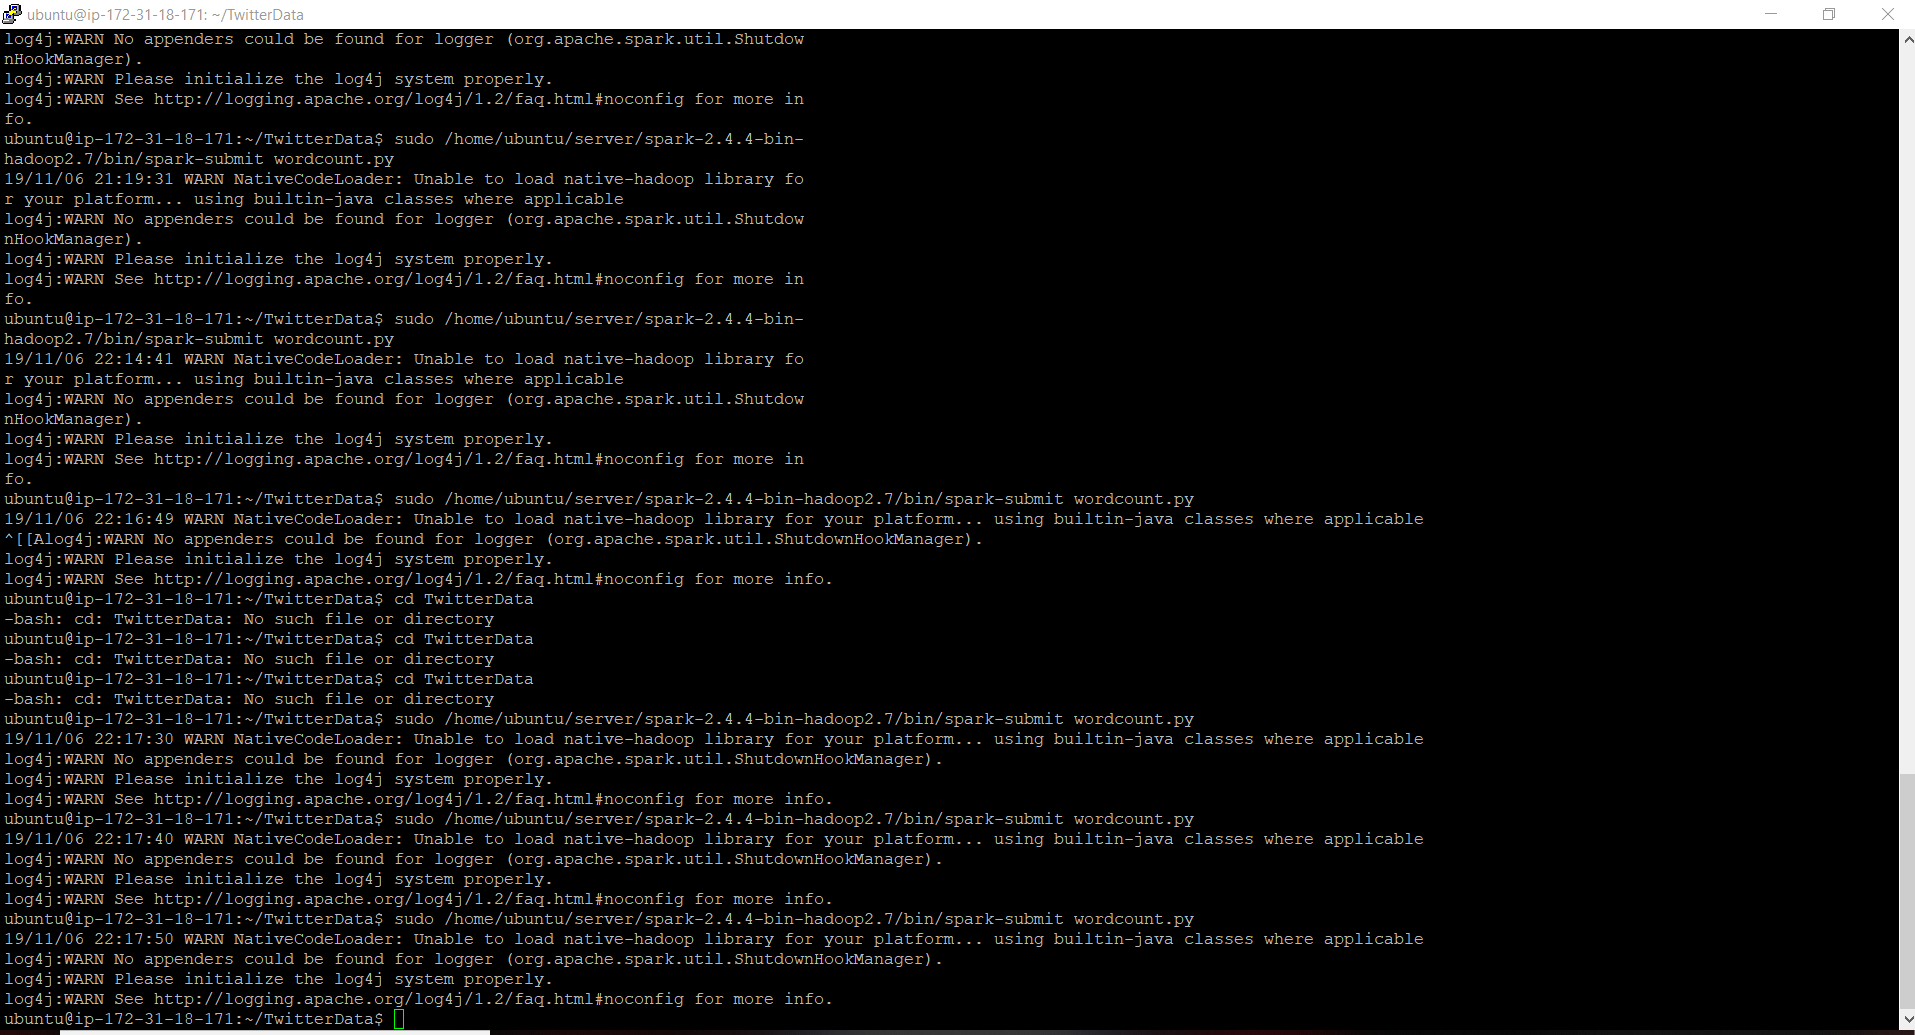 ubuntu@ip-172-31-18-171: ~/TwitterData
log4j:WARN No appenders could be found for logger (org.apache.spark.util.Shutdow
nHookManager).
log4j:WARN Please initialize the log4j system properly.
log4j:WARN See http://logging.apache.org/log4j/1.2/faq.html#noconfig for more in
fo.
ubuntu@ip-172-31-18-171:~/TwitterData$ sudo /home/ubuntu/server/spark-2.4.4-bin-
hadoop2.7/bin/spark-submit wordcount.py
19/11/06 21:19:31 WARN NativeCodeLoader: Unable to load native-hadoop library fo
r your platform... using builtin-java classes where applicable
log4j:WARN No appenders could be found for logger (org.apache.spark.util.Shutdow
nHookManager).
log4j:WARN Please initialize the log4j system properly.
log4j:WARN See http://logging.apache.org/log4j/1.2/faq.html#noconfig for more in
fo.
ubuntu@ip-172-31-18-171:~/TwitterData$ sudo /home/ubuntu/server/spark-2.4.4-bin-
hadoop2.7/bin/spark-submit wordcount.py
19/11/06 22:14:41 WARN NativeCodeLoader: Unable to load native-hadoop library fo
r your platform... using builtin-java classes where applicable
log4j:WARN No appenders could be found for logger (org.apache.spark.util.Shutdow
nHookManager).
log4j:WARN Please initialize the log4j system properly.
log4j:WARN See http://logging.apache.org/log4j/1.2/faq.html#noconfig for more in
fo.
ubuntu@ip-172-31-18-171:~/TwitterData$ sudo /home/ubuntu/server/spark-2.4.4-bin-hadoop2.7/bin/spark-submit wordcount.py
19/11/06 22:16:49 WARN NativeCodeLoader: Unable to load native-hadoop library for your platform... using builtin-java classes where applicable
^[[Alog4j:WARN No appenders could be found for logger (org.apache.spark.util.ShutdownHookManager).
log4j:WARN Please initialize the log4j system properly.
log4j:WARN See http://logging.apache.org/log4j/1.2/faq.html#noconfig for more info.
ubuntu@ip-172-31-18-171:~/TwitterData$ cd TwitterData
-bash: cd: TwitterData: No such file or directory
ubuntu@ip-172-31-18-171:~/TwitterData$ cd TwitterData
-bash: cd: TwitterData: No such file or directory
ubuntu@ip-172-31-18-171:~/TwitterData$ cd TwitterData
-bash: cd: TwitterData: No such file or directory
ubuntu@ip-172-31-18-171:~/TwitterData$ sudo /home/ubuntu/server/spark-2.4.4-bin-hadoop2.7/bin/spark-submit wordcount.py
19/11/06 22:17:30 WARN NativeCodeLoader: Unable to load native-hadoop library for your platform... using builtin-java classes where applicable
log4j:WARN No appenders could be found for logger (org.apache.spark.util.ShutdownHookManager).
log4j:WARN Please initialize the log4j system properly.
log4j:WARN See http://logging.apache.org/log4j/1.2/faq.html#noconfig for more info.
ubuntu@ip-172-31-18-171:~/TwitterData$ sudo /home/ubuntu/server/spark-2.4.4-bin-hadoop2.7/bin/spark-submit wordcount.py
19/11/06 22:17:40 WARN NativeCodeLoader: Unable to load native-hadoop library for your platform... using builtin-java classes where applicable
log4j:WARN No appenders could be found for logger (org.apache.spark.util.ShutdownHookManager).
log4j:WARN Please initialize the log4j system properly.
log4j:WARN See http://logging.apache.org/log4j/1.2/faq.html#noconfig for more info.
ubuntu@ip-172-31-18-171:~/TwitterData$ sudo /home/ubuntu/server/spark-2.4.4-bin-hadoop2.7/bin/spark-submit wordcount.py
19/11/06 22:17:50 WARN NativeCodeLoader: Unable to load native-hadoop library for your platform... using builtin-java classes where applicable
log4j:WARN No appenders could be found for logger (org.apache.spark.util.ShutdownHookManager).
log4j:WARN Please initialize the log4j system properly.
log4j:WARN See http://logging.apache.org/log4j/1.2/faq.html#noconfig for more info.
ubuntu@ip-172-31-18-171:~/TwitterData$